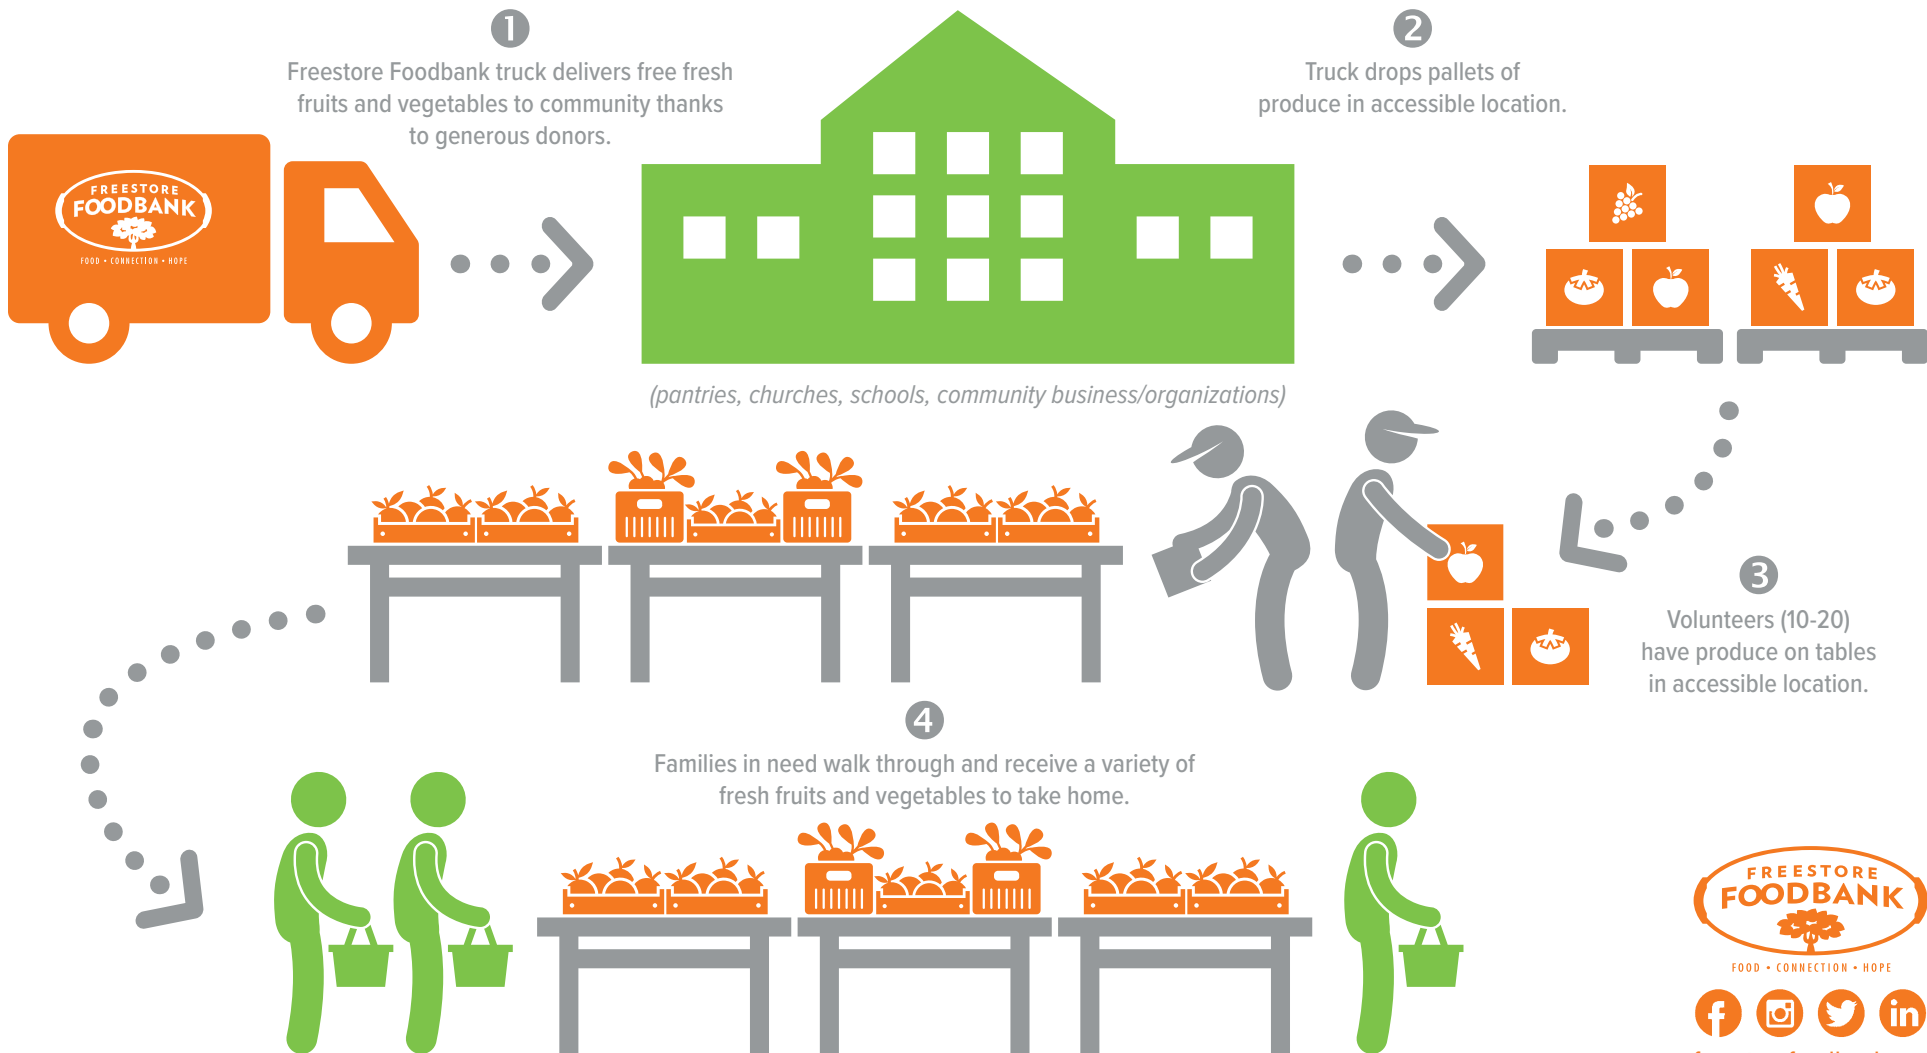 1
Freestore Foodbank truck delivers free fresh
fruits and vegetables to community thanks
to generous donors.
2
Truck drops pallets of
produce in accessible location.
FREESTORE
FOODBANK
FOOD • CONNECTION • HOPE
(pantries, churches, schools, community business/organizations)
3
Volunteers (10-20)
have produce on tables
in accessible location.
4
Families in need walk through and receive a variety of
fresh fruits and vegetables to take home.
FREESTORE
FOODBANK
FOOD • CONNECTION • HOPE
f in